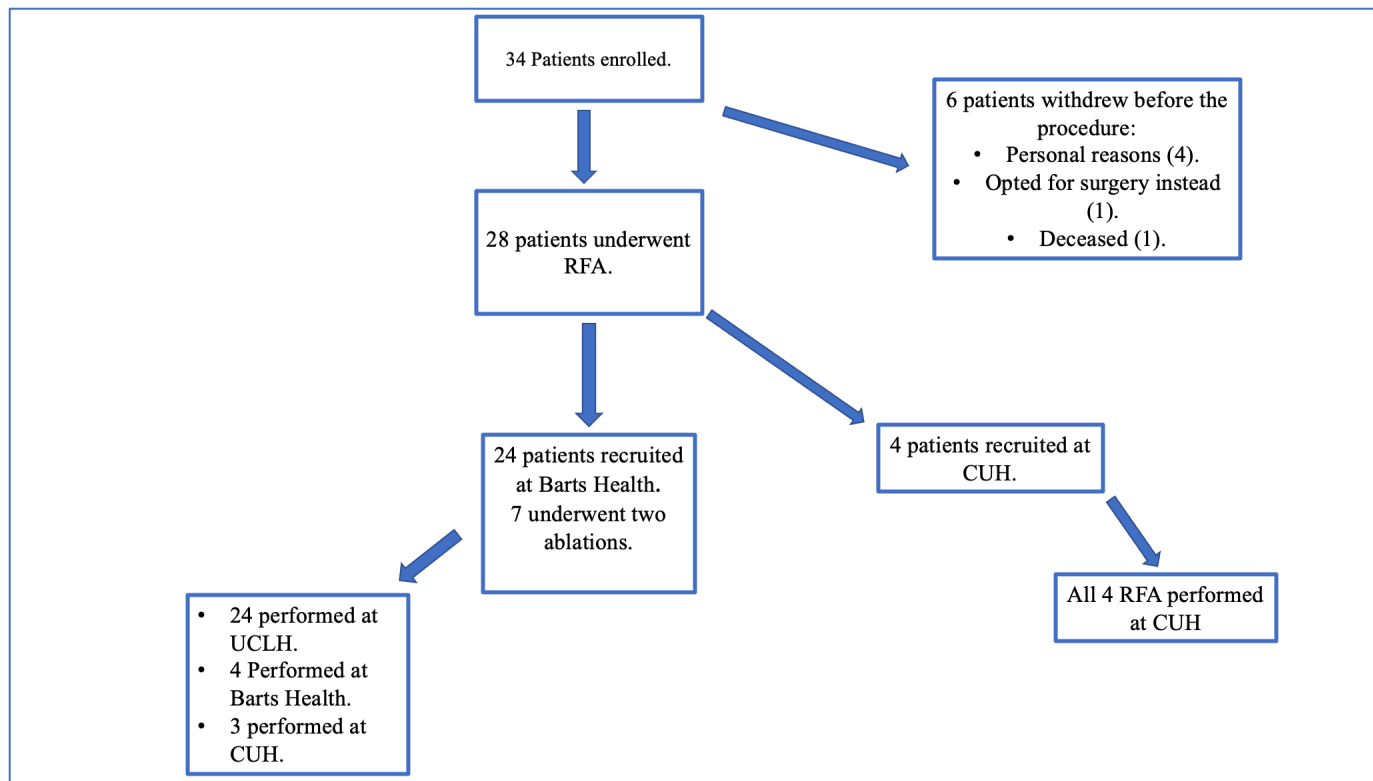 34 Patients enrolled.
6 patients withdrew before the
procedure:
• Personal reasons (4).
• Opted for surgery instead
(1).
• Deceased (1).
28 patients underwent
RFA.
24 patients recruited
at Barts Health.
7 underwent two
ablations.
4 patients recruited at
CUH.
• 24 performed at
UCLH.
• 4 Performed at
Barts Health.
• 3 performed at
CUH.
All 4 RFA performed
at CUH